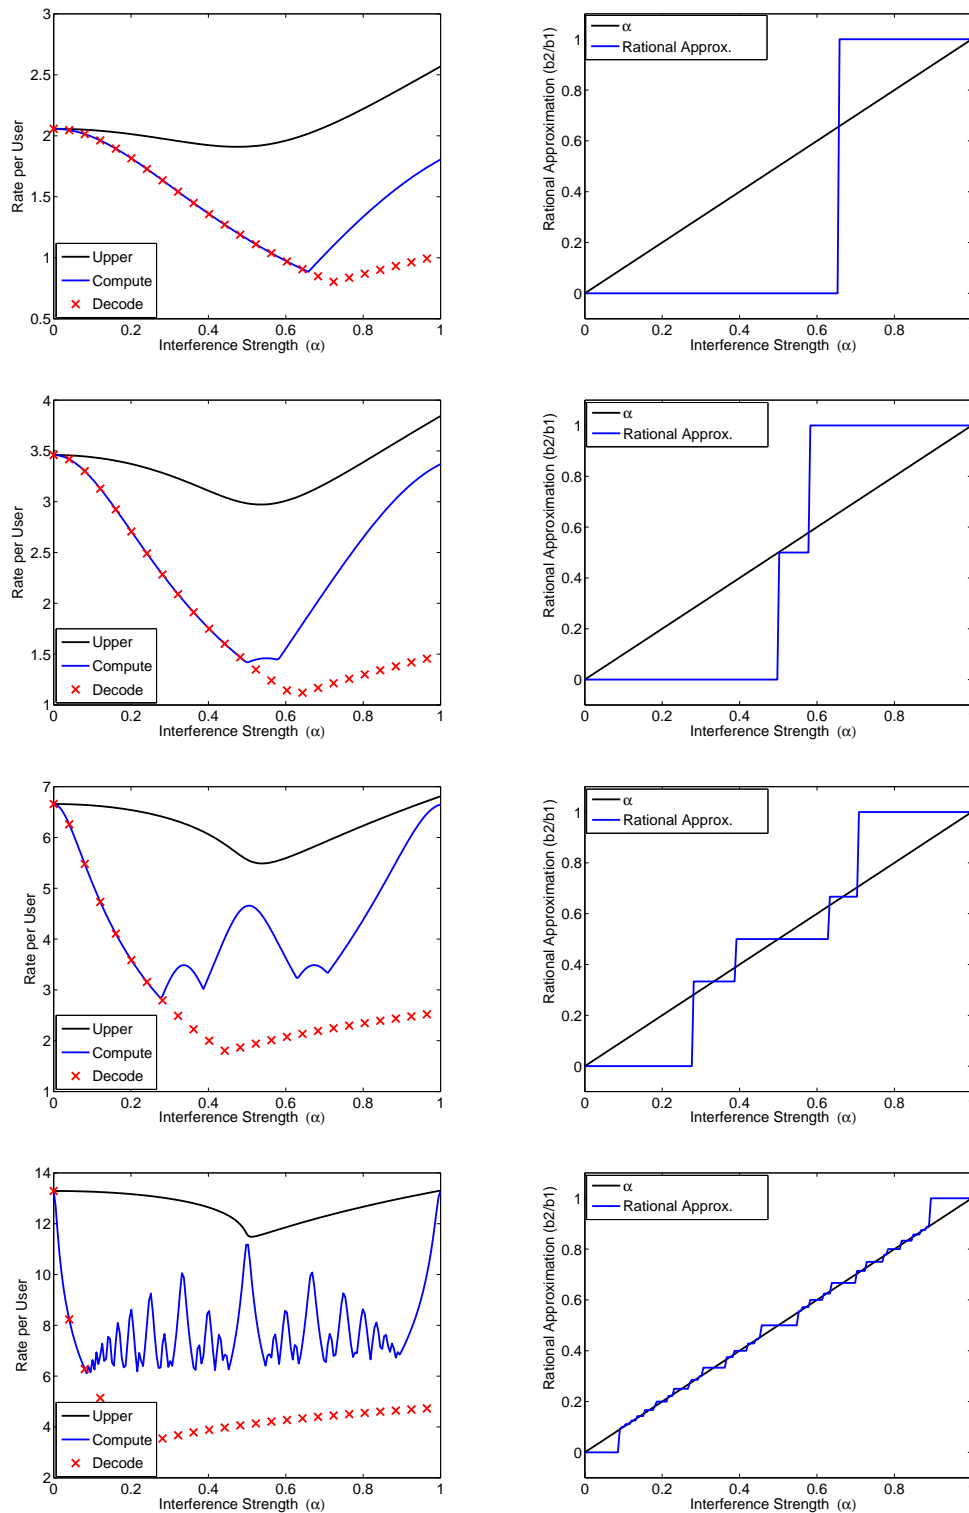 3
2.5
2
1.5
1
0.5
Rate per User
Upper
Compute
Decode
0
0.2
0.4
0.6
0.8
1
Interference Strength (α)
1
0.8
0.6
0.4
0.2
0
Rational Approximation (b2/b1)
α
Rational Approx.
0
0.2
0.4
0.6
0.8
1
Interference Strength (α)
4
3.5
3
2.5
2
1.5
1
Rate per User
Upper
Compute
Decode
0
0.2
0.4
0.6
0.8
1
Interference Strength (α)
1
0.8
0.6
0.4
0.2
0
Rational Approximation (b2/b1)
α
Rational Approx.
0
0.2
0.4
0.6
0.8
1
Interference Strength (α)
7
6
5
4
3
2
1
Rate per User
Upper
Compute
Decode
0
0.2
0.4
0.6
0.8
1
Interference Strength (α)
1
0.8
0.6
0.4
0.2
0
Rational Approximation (b2/b1)
α
Rational Approx.
0
0.2
0.4
0.6
0.8
1
Interference Strength (α)
14
12
10
8
6
4
2
Rate per User
Upper
Compute
Decode
0
0.2
0.4
0.6
0.8
1
Interference Strength (α)
1
0.8
0.6
0.4
0.2
0
Rational Approximation (b2/b1)
α
Rational Approx.
0
0.2
0.4
0.6
0.8
1
Interference Strength (α)